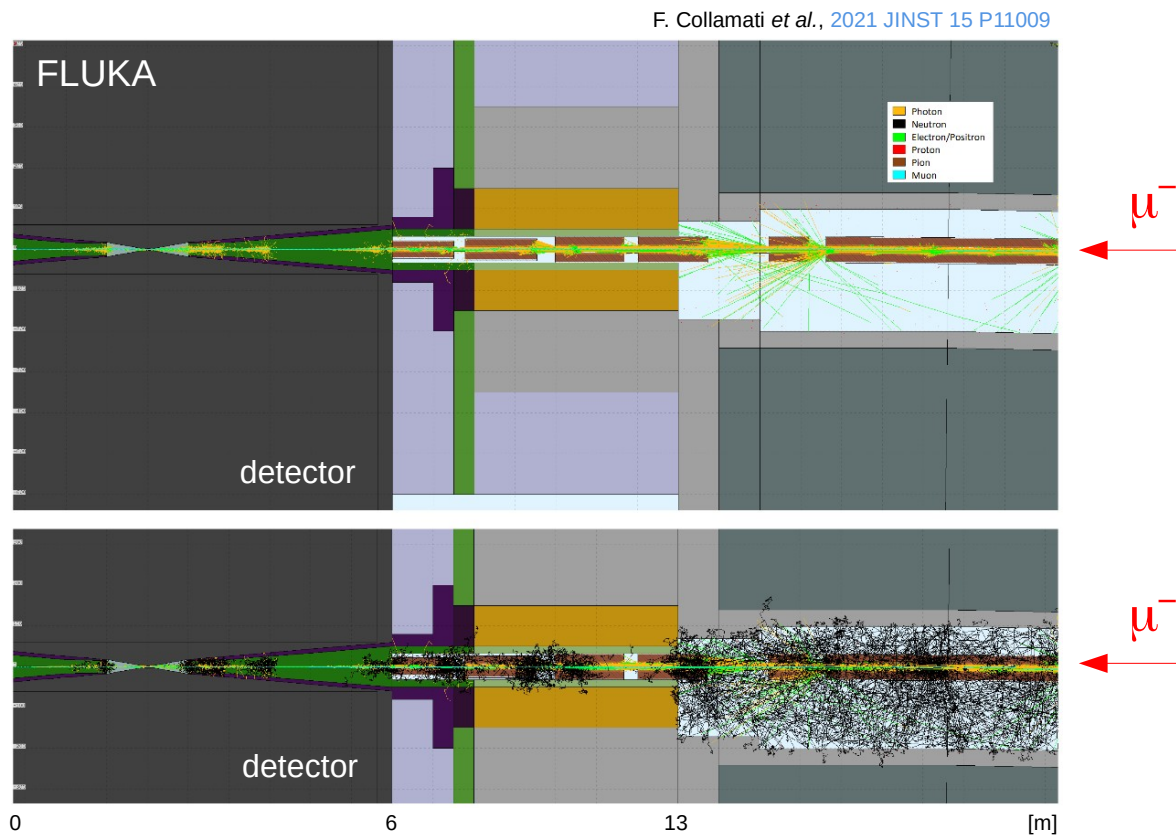 F. Collamati et al., 2021 JINST 15 P11009
FLUKA
Photon
Neutron
Electron/Positron
Proton
Pion
Muon
μ⁻
detector
μ⁻
detector
0 6 13 [m]